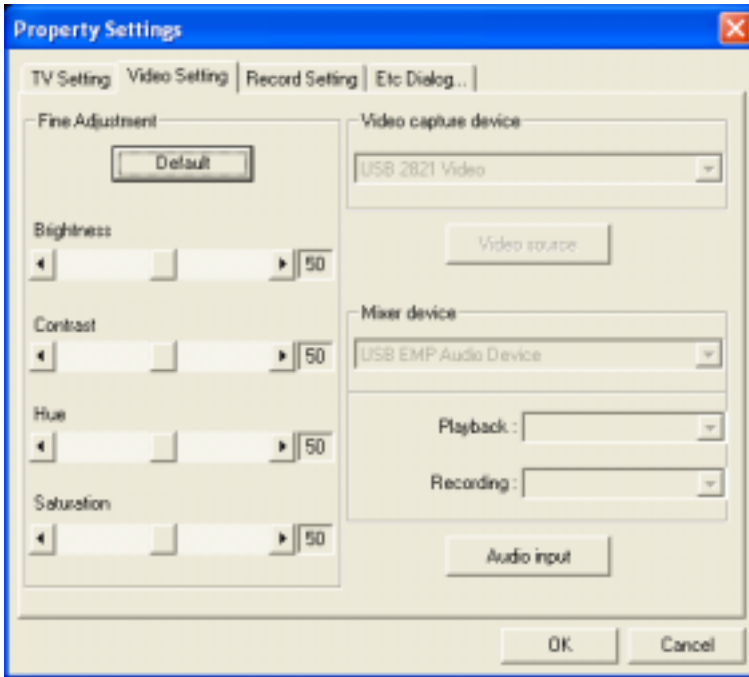 Property Settings
TV Setting Video Setting Record Setting Etc Dialog...
Fine Adjustment
Default
Brightness
50
Contrast
50
Hue
50
Saturation
50
Video capture device
USB 2821 Video
Video source
Mixer device
USB EMP Audio Device
Playback :
Recording :
Audio input
OK Cancel